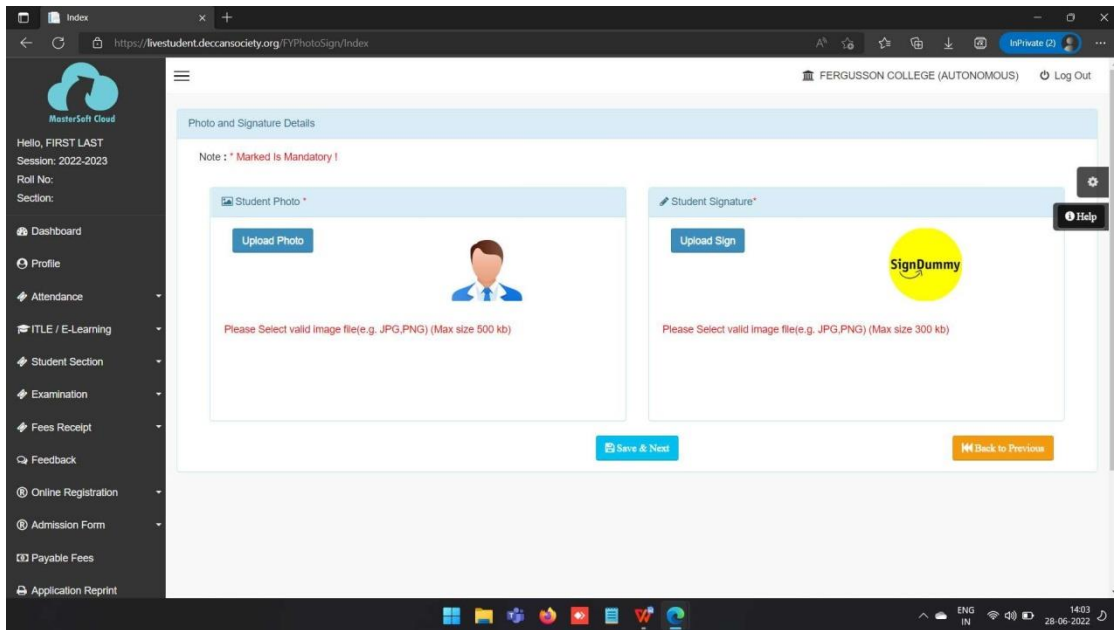 Index
https://livestudent.deccansociety.org/FYPhotoSign/Index
InPrivate (2)
MasterSoft Cloud
FERGUSSON COLLEGE (AUTONOMOUS)
Log Out
Hello, FIRST LAST
Session: 2022-2023
Roll No:
Section:
Dashboard
Profile
Attendance
ITLE / E-Learning
Student Section
Examination
Fees Receipt
Feedback
Online Registration
Admission Form
Payable Fees
Application Reprint
Photo and Signature Details
Note : * Marked Is Mandatory !
Student Photo *
Upload Photo
Please Select valid image file(e.g. JPG,PNG) (Max size 500 kb)
Student Signature*
Upload Sign
SignDummy
Please Select valid image file(e.g. JPG,PNG) (Max size 300 kb)
Help
Save & Next
Back to Previous
ENG
IN
14:03
28-06-2022